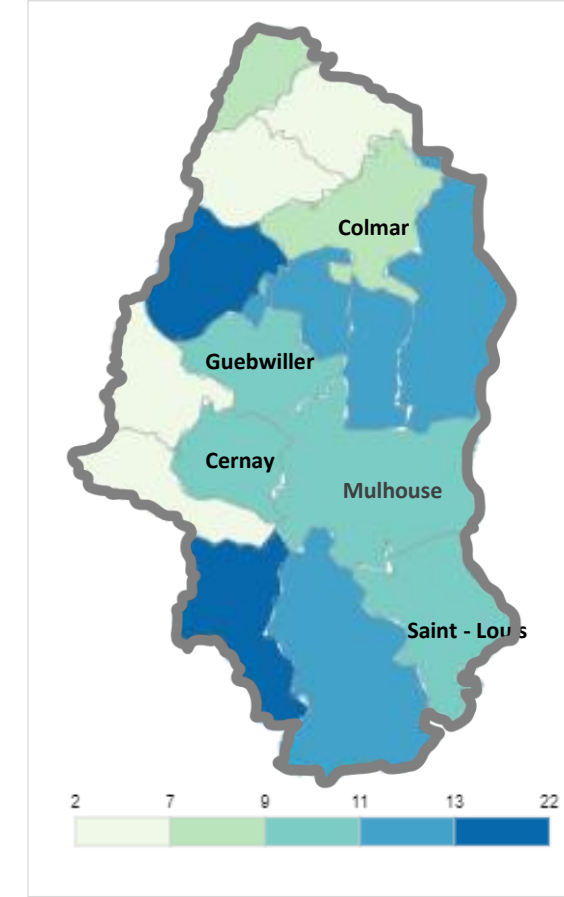 Colmar
Guebwiller
Cernay
Mulhouse
Saint - Louis
2 7 9 11 13 22